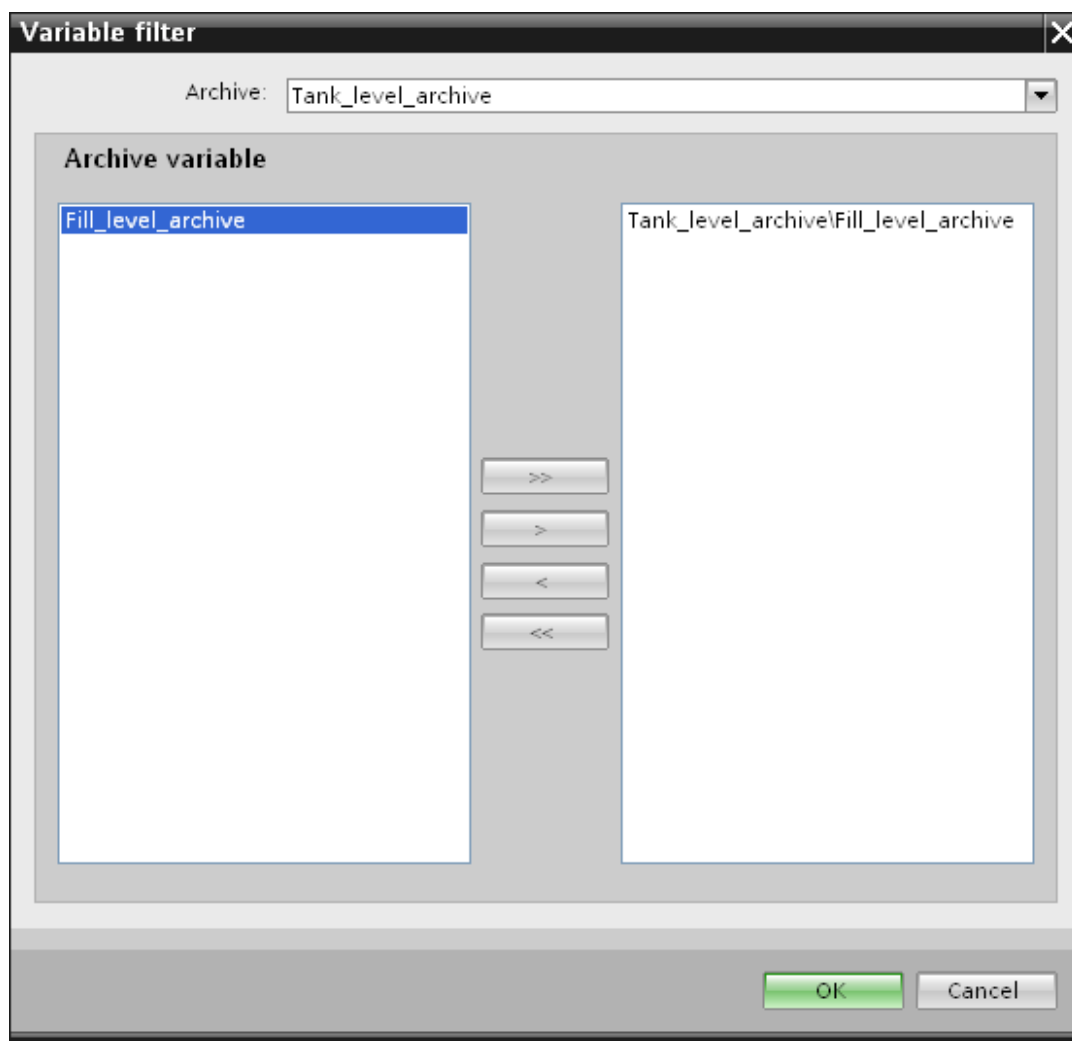 Variable filter
Archive: Tank_level_archive
Archive variable
Fill_level_archive
Tank_level_archive\Fill_level_archive
>>
>
<
<<
OK
Cancel